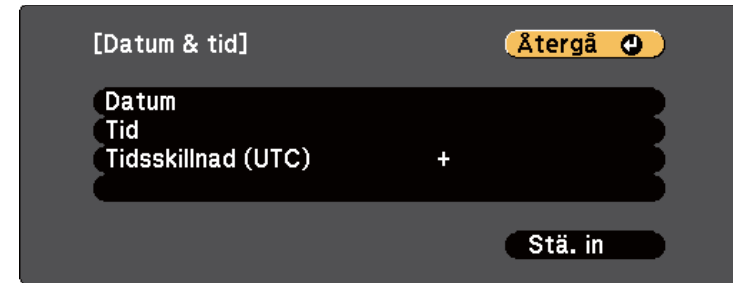 [Datum & tid]
Återgå
Datum
Tid
Tidsskillnad (UTC) +
Stä. in